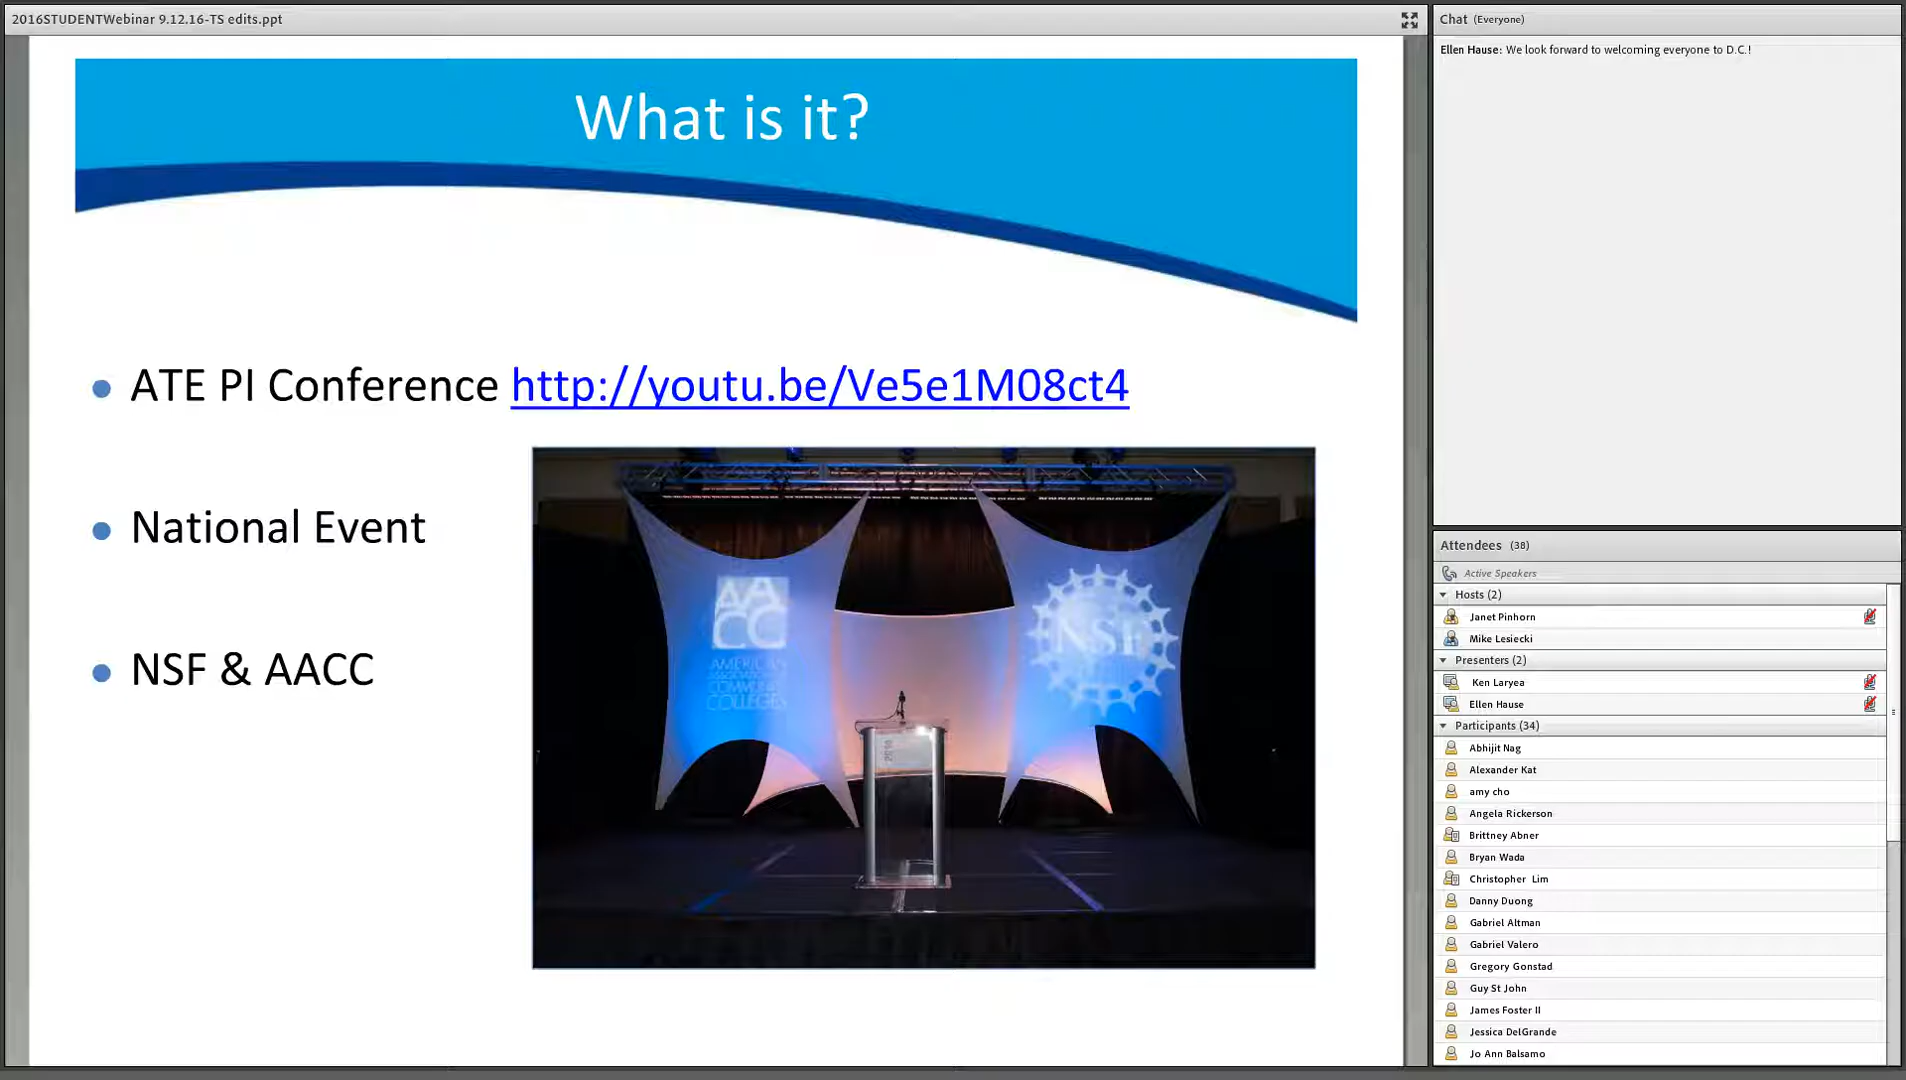 2016STUDENTWebinar 9.12.16-TS edits.ppt
What is it?
ATE PI Conference http://youtu.be/Ve5e1M08ct4
National Event
NSF & AACC
AA
CC
AMERICAN
ASSOCIATION OF
COMMUNITY
COLLEGES
NSF
Chat (Everyone)
Ellen Hause: We look forward to welcoming everyone to D.C.!
Attendees (38)
Active Speakers
Hosts (2)
Janet Pinhorn
Mike Lesiecki
Presenters (2)
Ken Laryea
Ellen Hause
Participants (34)
Abhijit Nag
Alexander Kat
amy cho
Angela Rickerson
Brittney Abner
Bryan Wada
Christopher Lim
Danny Duong
Gabriel Altman
Gabriel Valero
Gregory Gonstad
Guy St John
James Foster II
Jessica DelGrande
Jo Ann Balsamo